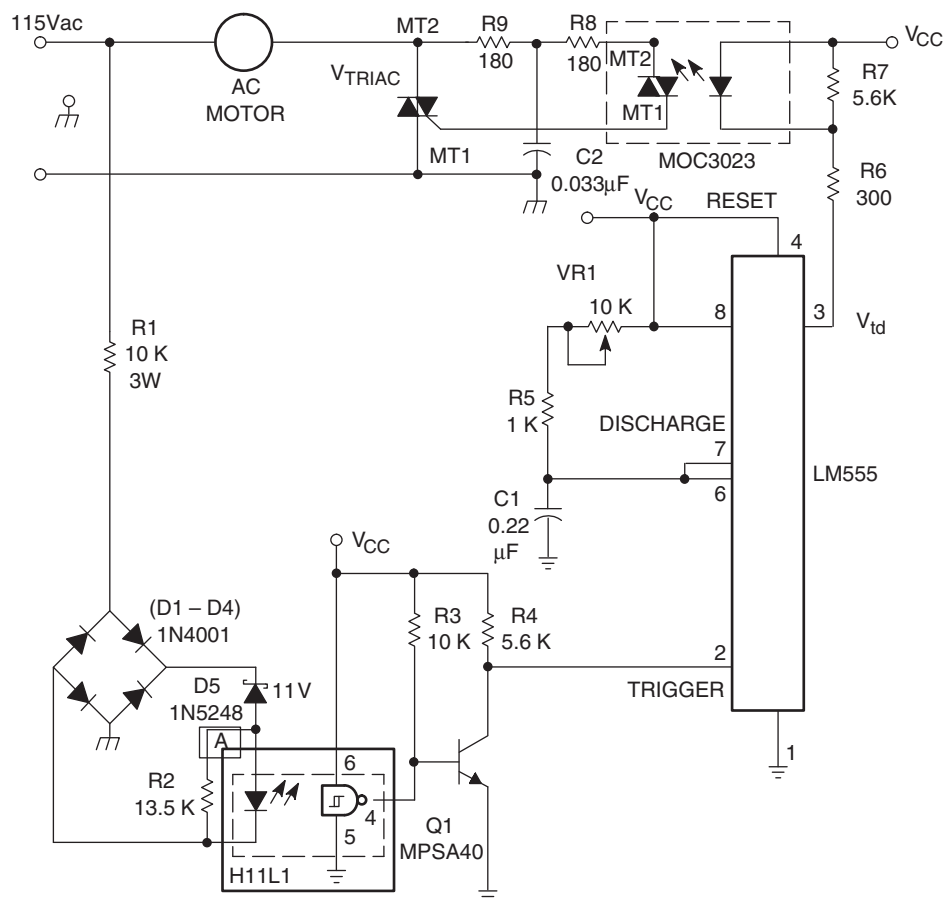 115Vac
AC
MOTOR
MT2
V_TRIAC
MT1
R9
180
R8
180
C2
0.033µF
MT2
MT1
MOC3023
V_CC
R7
5.6K
R6
300
V_CC
RESET
4
VR1
10 K
8
3
V_td
R1
10 K
3W
R5
1 K
DISCHARGE
7
6
LM555
C1
0.22
µF
V_CC
R3
10 K
R4
5.6 K
2
TRIGGER
1
(D1 – D4)
1N4001
D5
1N5248
11V
A
R2
13.5 K
6
4
5
H11L1
Q1
MPSA40